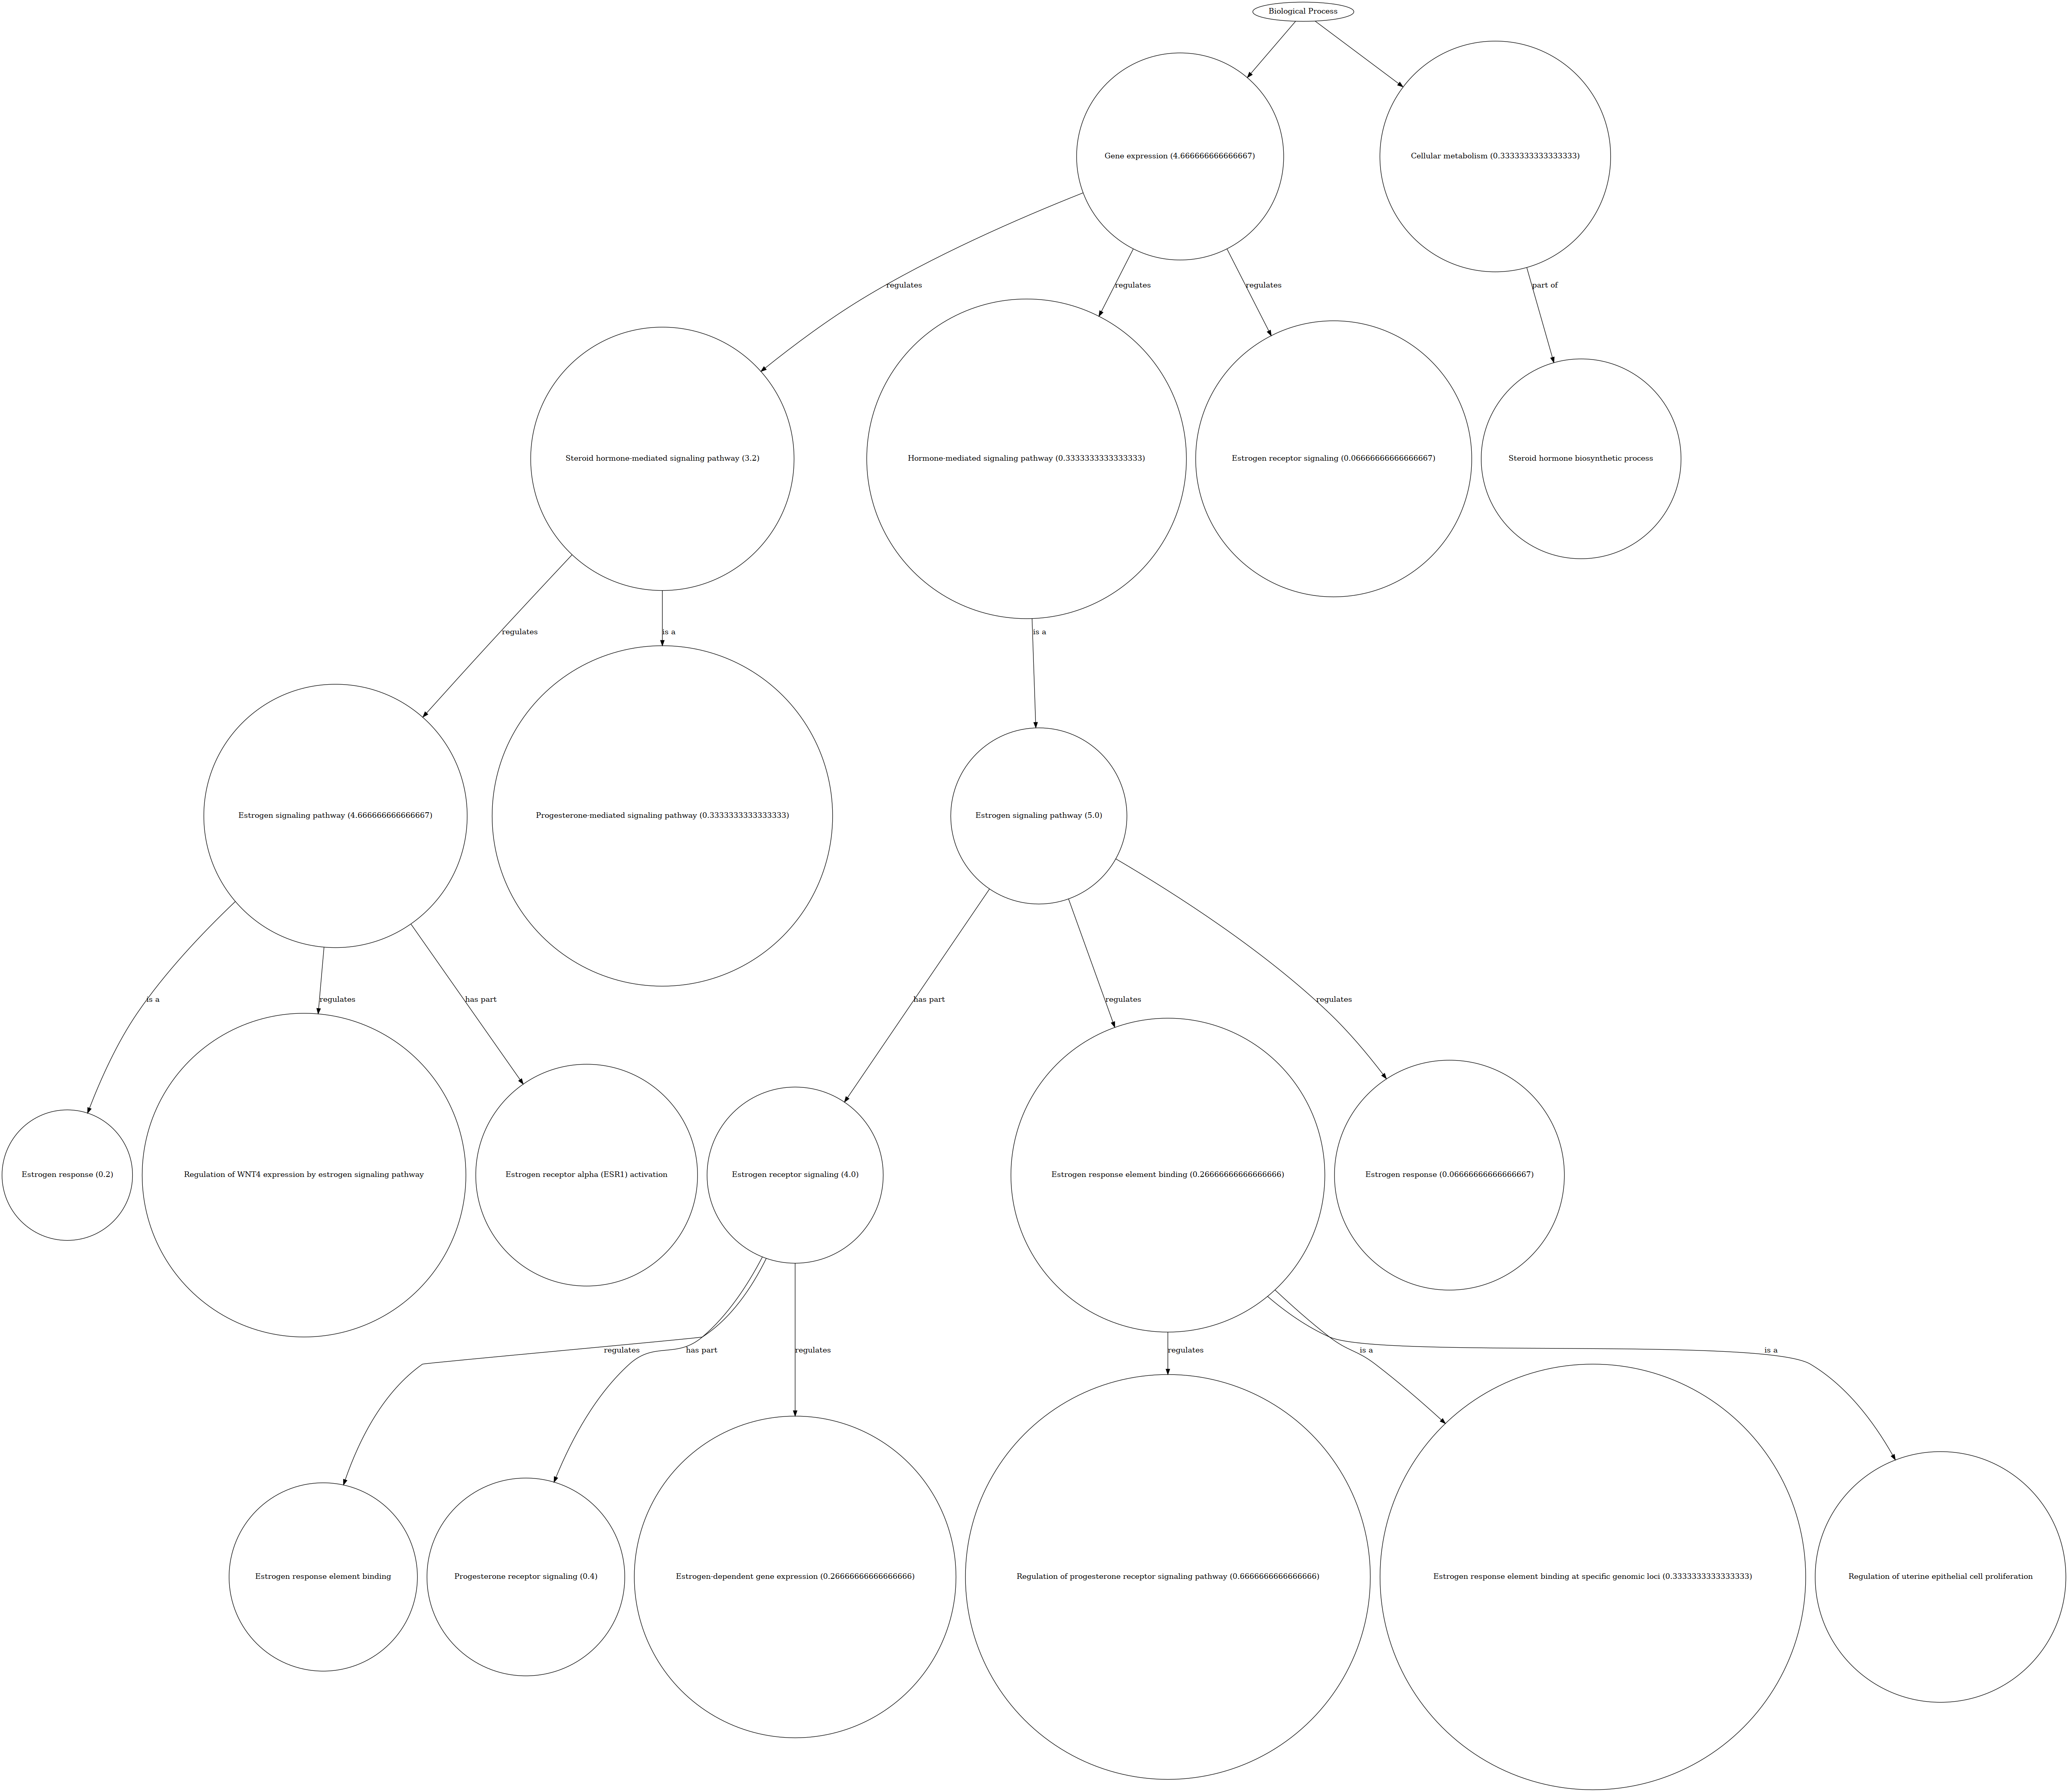 Biological Process
Gene expression (4.666666666666667)
Cellular metabolism (0.3333333333333333)
regulates
regulates
regulates
part of
Steroid hormone-mediated signaling pathway (3.2)
Hormone-mediated signaling pathway (0.3333333333333333)
Estrogen receptor signaling (0.06666666666666667)
Steroid hormone biosynthetic process
regulates
is a
is a
Estrogen signaling pathway (4.666666666666667)
Progesterone-mediated signaling pathway (0.3333333333333333)
Estrogen signaling pathway (5.0)
is a
regulates
has part
has part
regulates
regulates
Estrogen response (0.2)
Regulation of WNT4 expression by estrogen signaling pathway
Estrogen receptor alpha (ESR1) activation
Estrogen receptor signaling (4.0)
Estrogen response element binding (0.26666666666666666)
Estrogen response (0.06666666666666667)
regulates
has part
regulates
regulates
is a
is a
Estrogen response element binding
Progesterone receptor signaling (0.4)
Estrogen-dependent gene expression (0.26666666666666666)
Regulation of progesterone receptor signaling pathway (0.6666666666666666)
Estrogen response element binding at specific genomic loci (0.3333333333333333)
Regulation of uterine epithelial cell proliferation